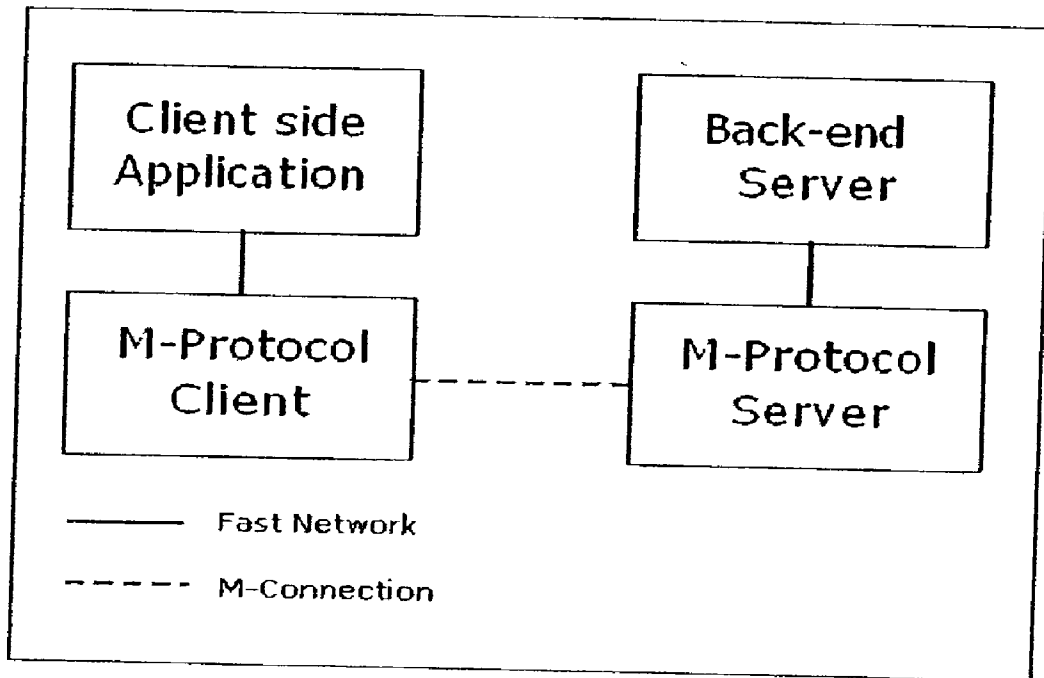 Client side
Application
Back-end
Server
M-Protocol
Client
M-Protocol
Server
Fast Network
M-Connection